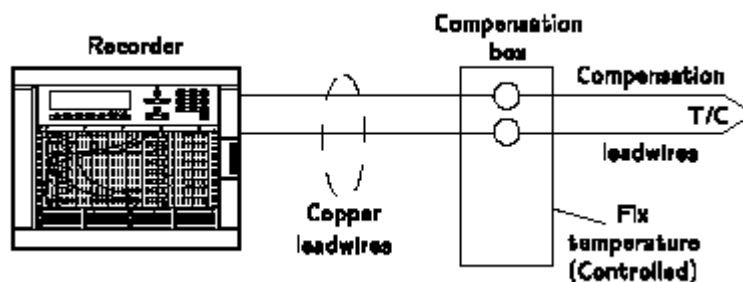 Recorder
Compensation
box
Compensation
T/C
leadwires
Copper
leadwires
Fix
temperature
(Controlled)